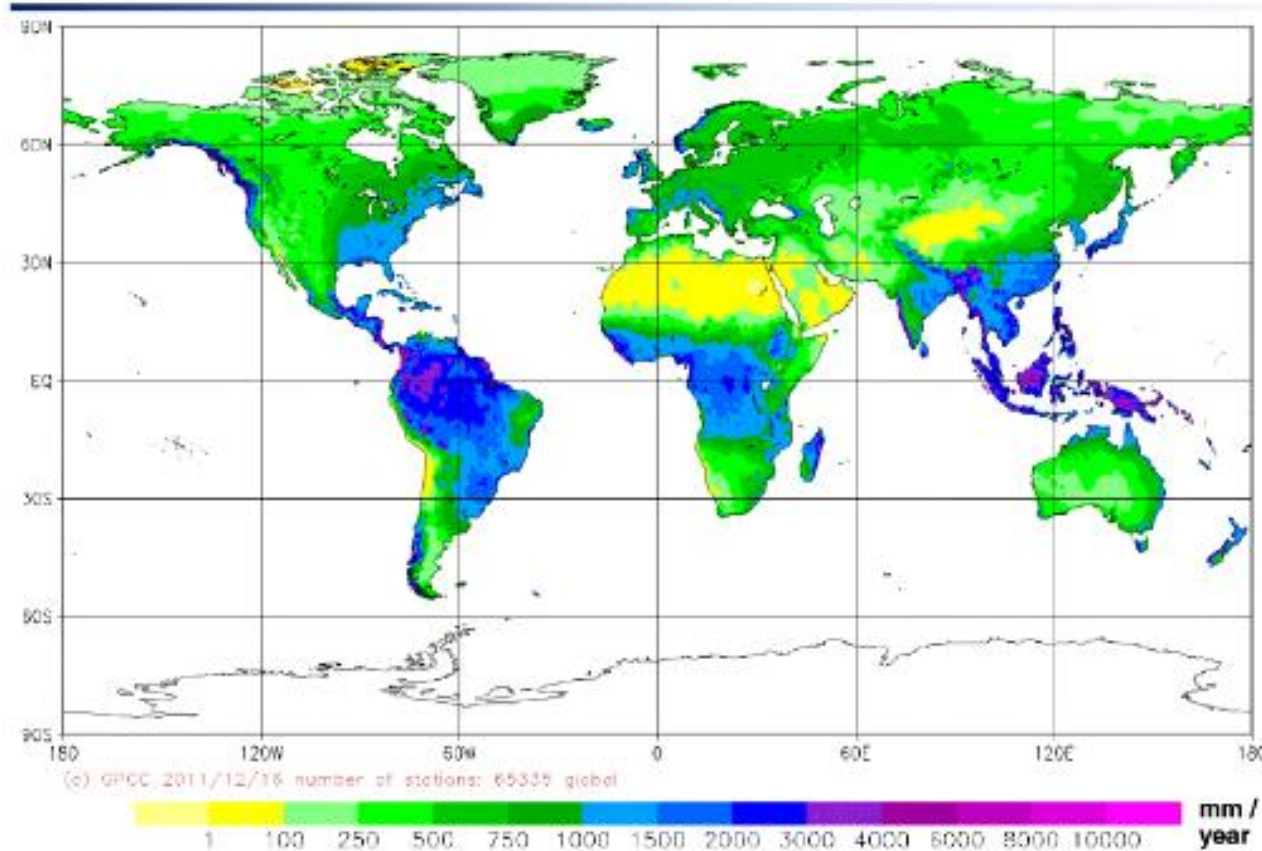 90N
60N
30N
EQ
30S
60S
90S
180 120W 60W 0 60E 120E 180
(c) GPCC 2011/12/16 number of stations: 65335 global
1 100 250 500 750 1000 1500 2000 3000 4000 6000 8000 10000
mm /
year